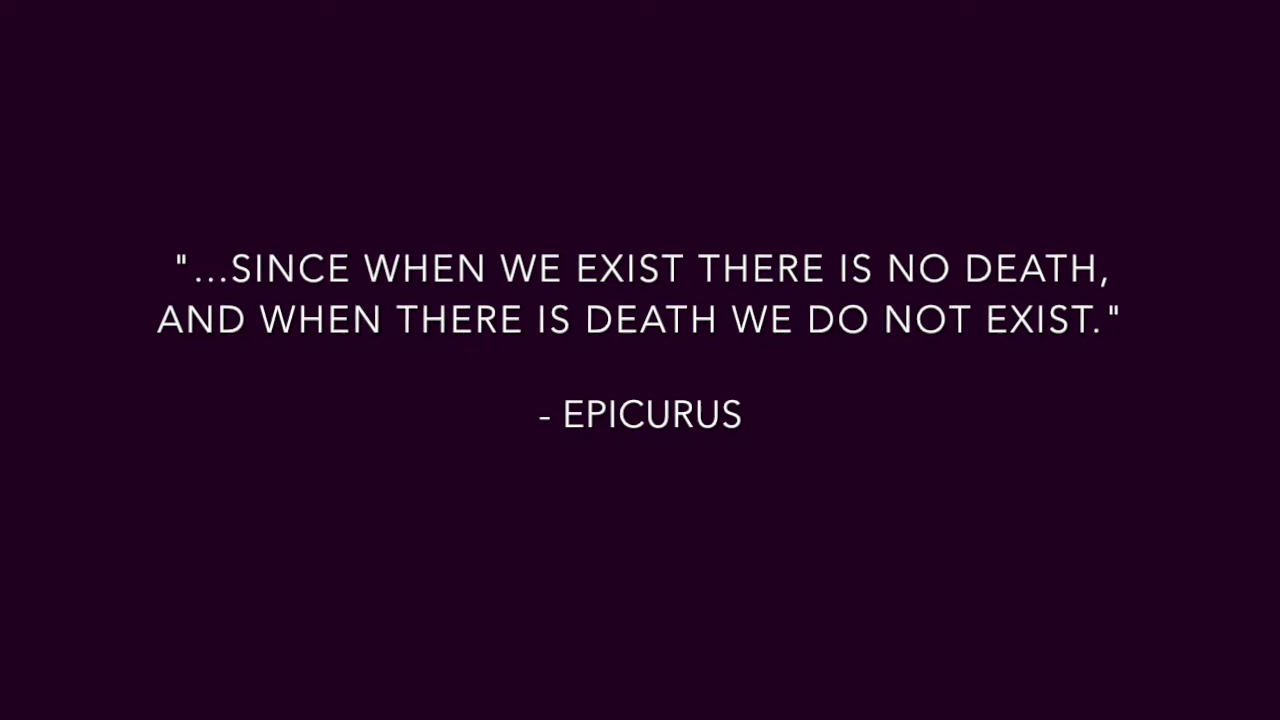 "...SINCE WHEN WE EXIST THERE IS NO DEATH,
AND WHEN THERE IS DEATH WE DO NOT EXIST."
- EPICURUS